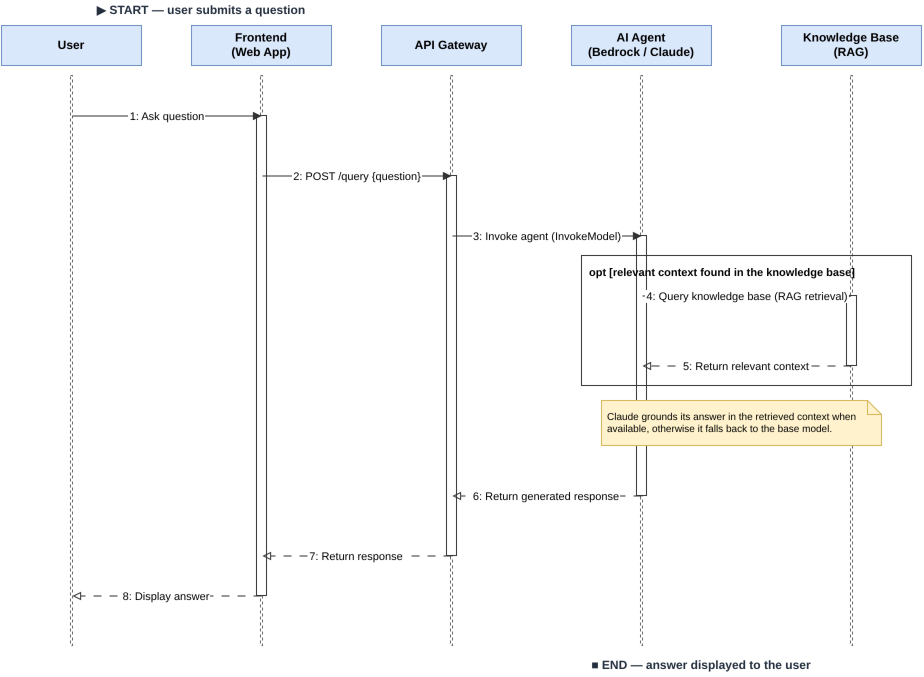 ▶ START — user submits a question
User
Frontend
(Web App)
API Gateway
AI Agent
(Bedrock / Claude)
Knowledge Base
(RAG)
1: Ask question
2: POST /query {question}
3: Invoke agent (InvokeModel)
opt [relevant context found in the knowledge base]
4: Query knowledge base (RAG retrieval)
5: Return relevant context
Claude grounds its answer in the retrieved context when
available, otherwise it falls back to the base model.
6: Return generated response
7: Return response
8: Display answer
■ END — answer displayed to the user